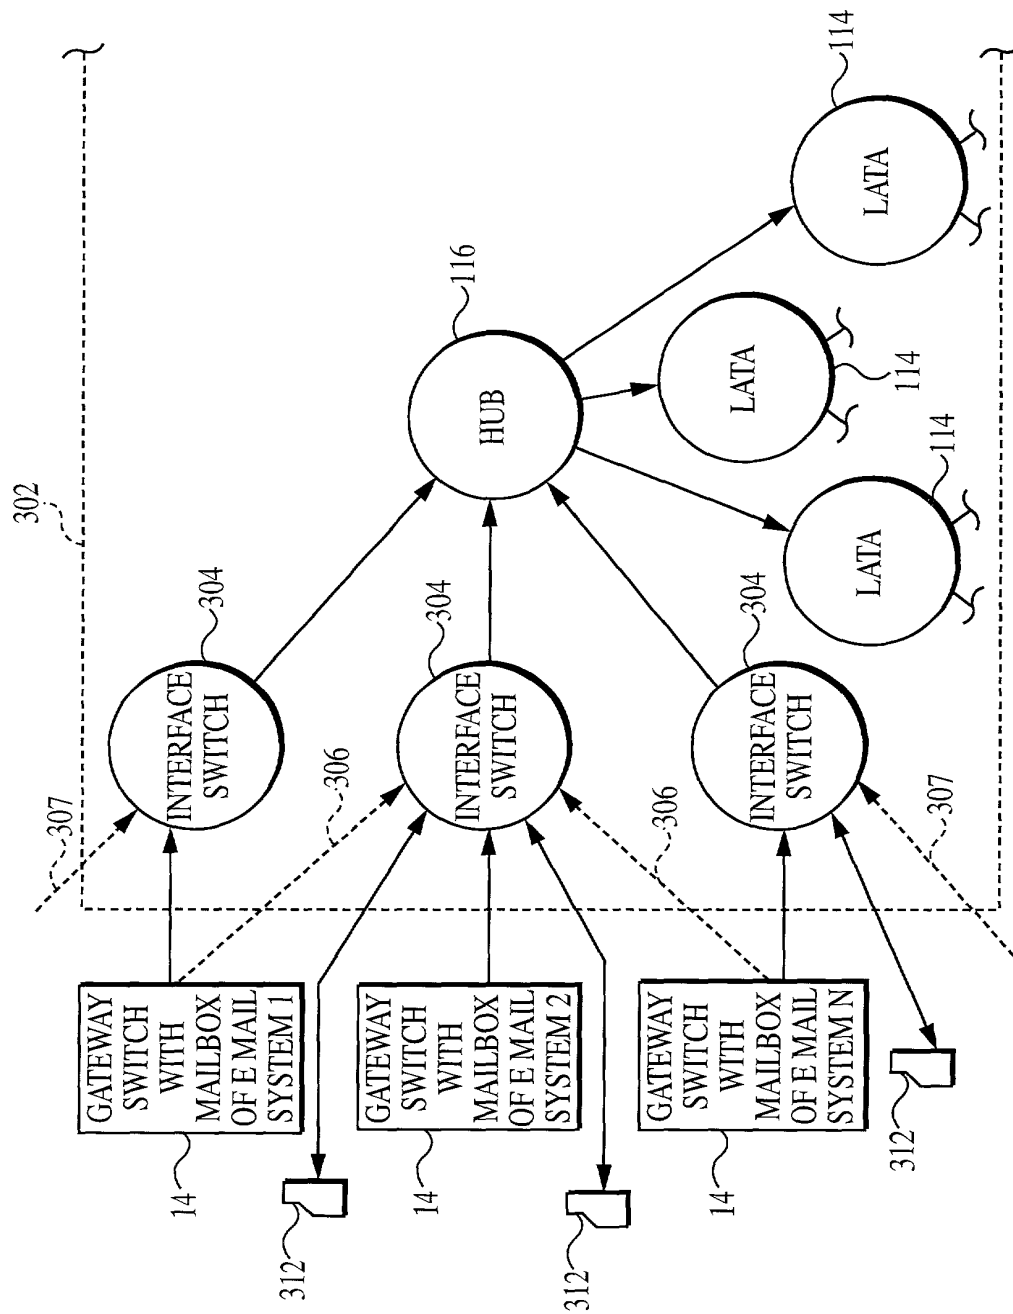 302
307
GATEWAY
SWITCH
WITH
MAILBOX
OF E MAIL
SYSTEM 1
14
312
INTERFACE
SWITCH
304
306
GATEWAY
SWITCH
WITH
MAILBOX
OF E MAIL
SYSTEM 2
14
312
INTERFACE
SWITCH
304
306
GATEWAY
SWITCH
WITH
MAILBOX
OF E MAIL
SYSTEM N
14
312
INTERFACE
SWITCH
304
307
HUB
116
LATA
114
LATA
114
LATA
114